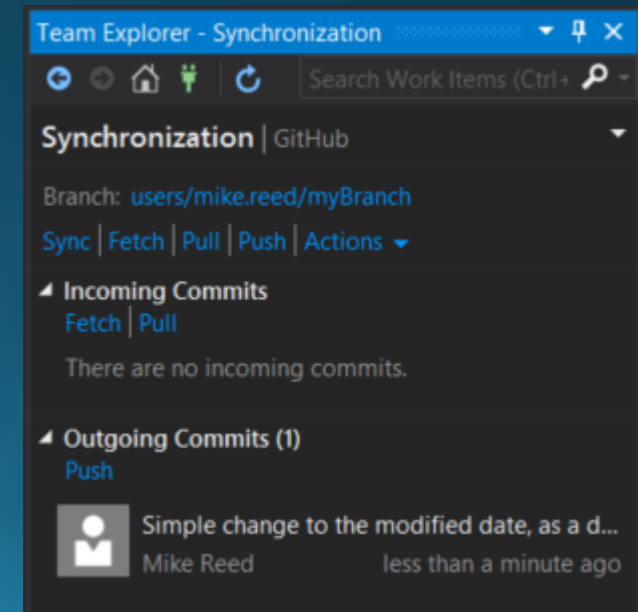 Team Explorer - Synchronization
Search Work Items (Ctrl+
Synchronization | GitHub
Branch: users/mike.reed/myBranch
Sync | Fetch | Pull | Push | Actions
Incoming Commits
Fetch | Pull
There are no incoming commits.
Outgoing Commits (1)
Push
Simple change to the modified date, as a d...
Mike Reed less than a minute ago